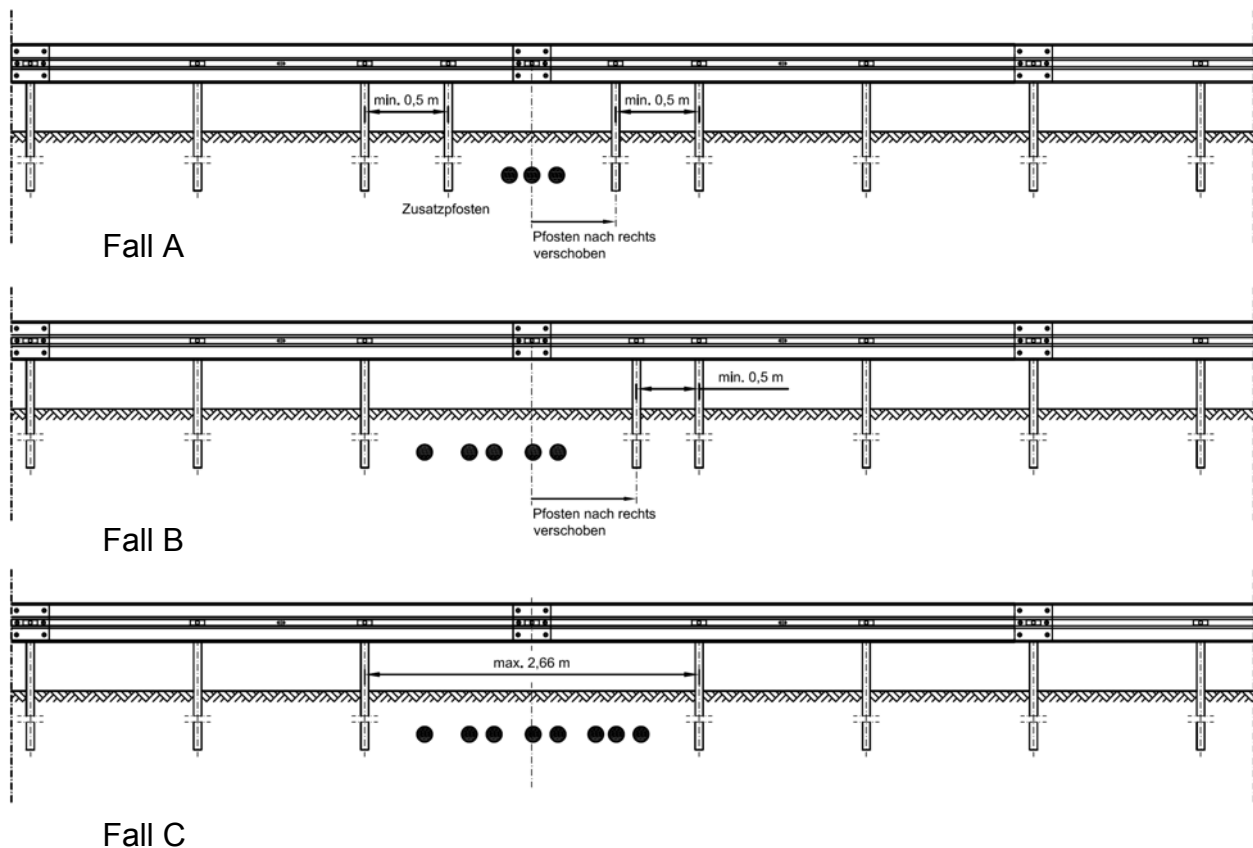 min. 0,5 m
min. 0,5 m
Zusatzpfosten
Pfosten nach rechts
verschoben
Fall A
min. 0,5 m
Pfosten nach rechts
verschoben
Fall B
max. 2,66 m
Fall C